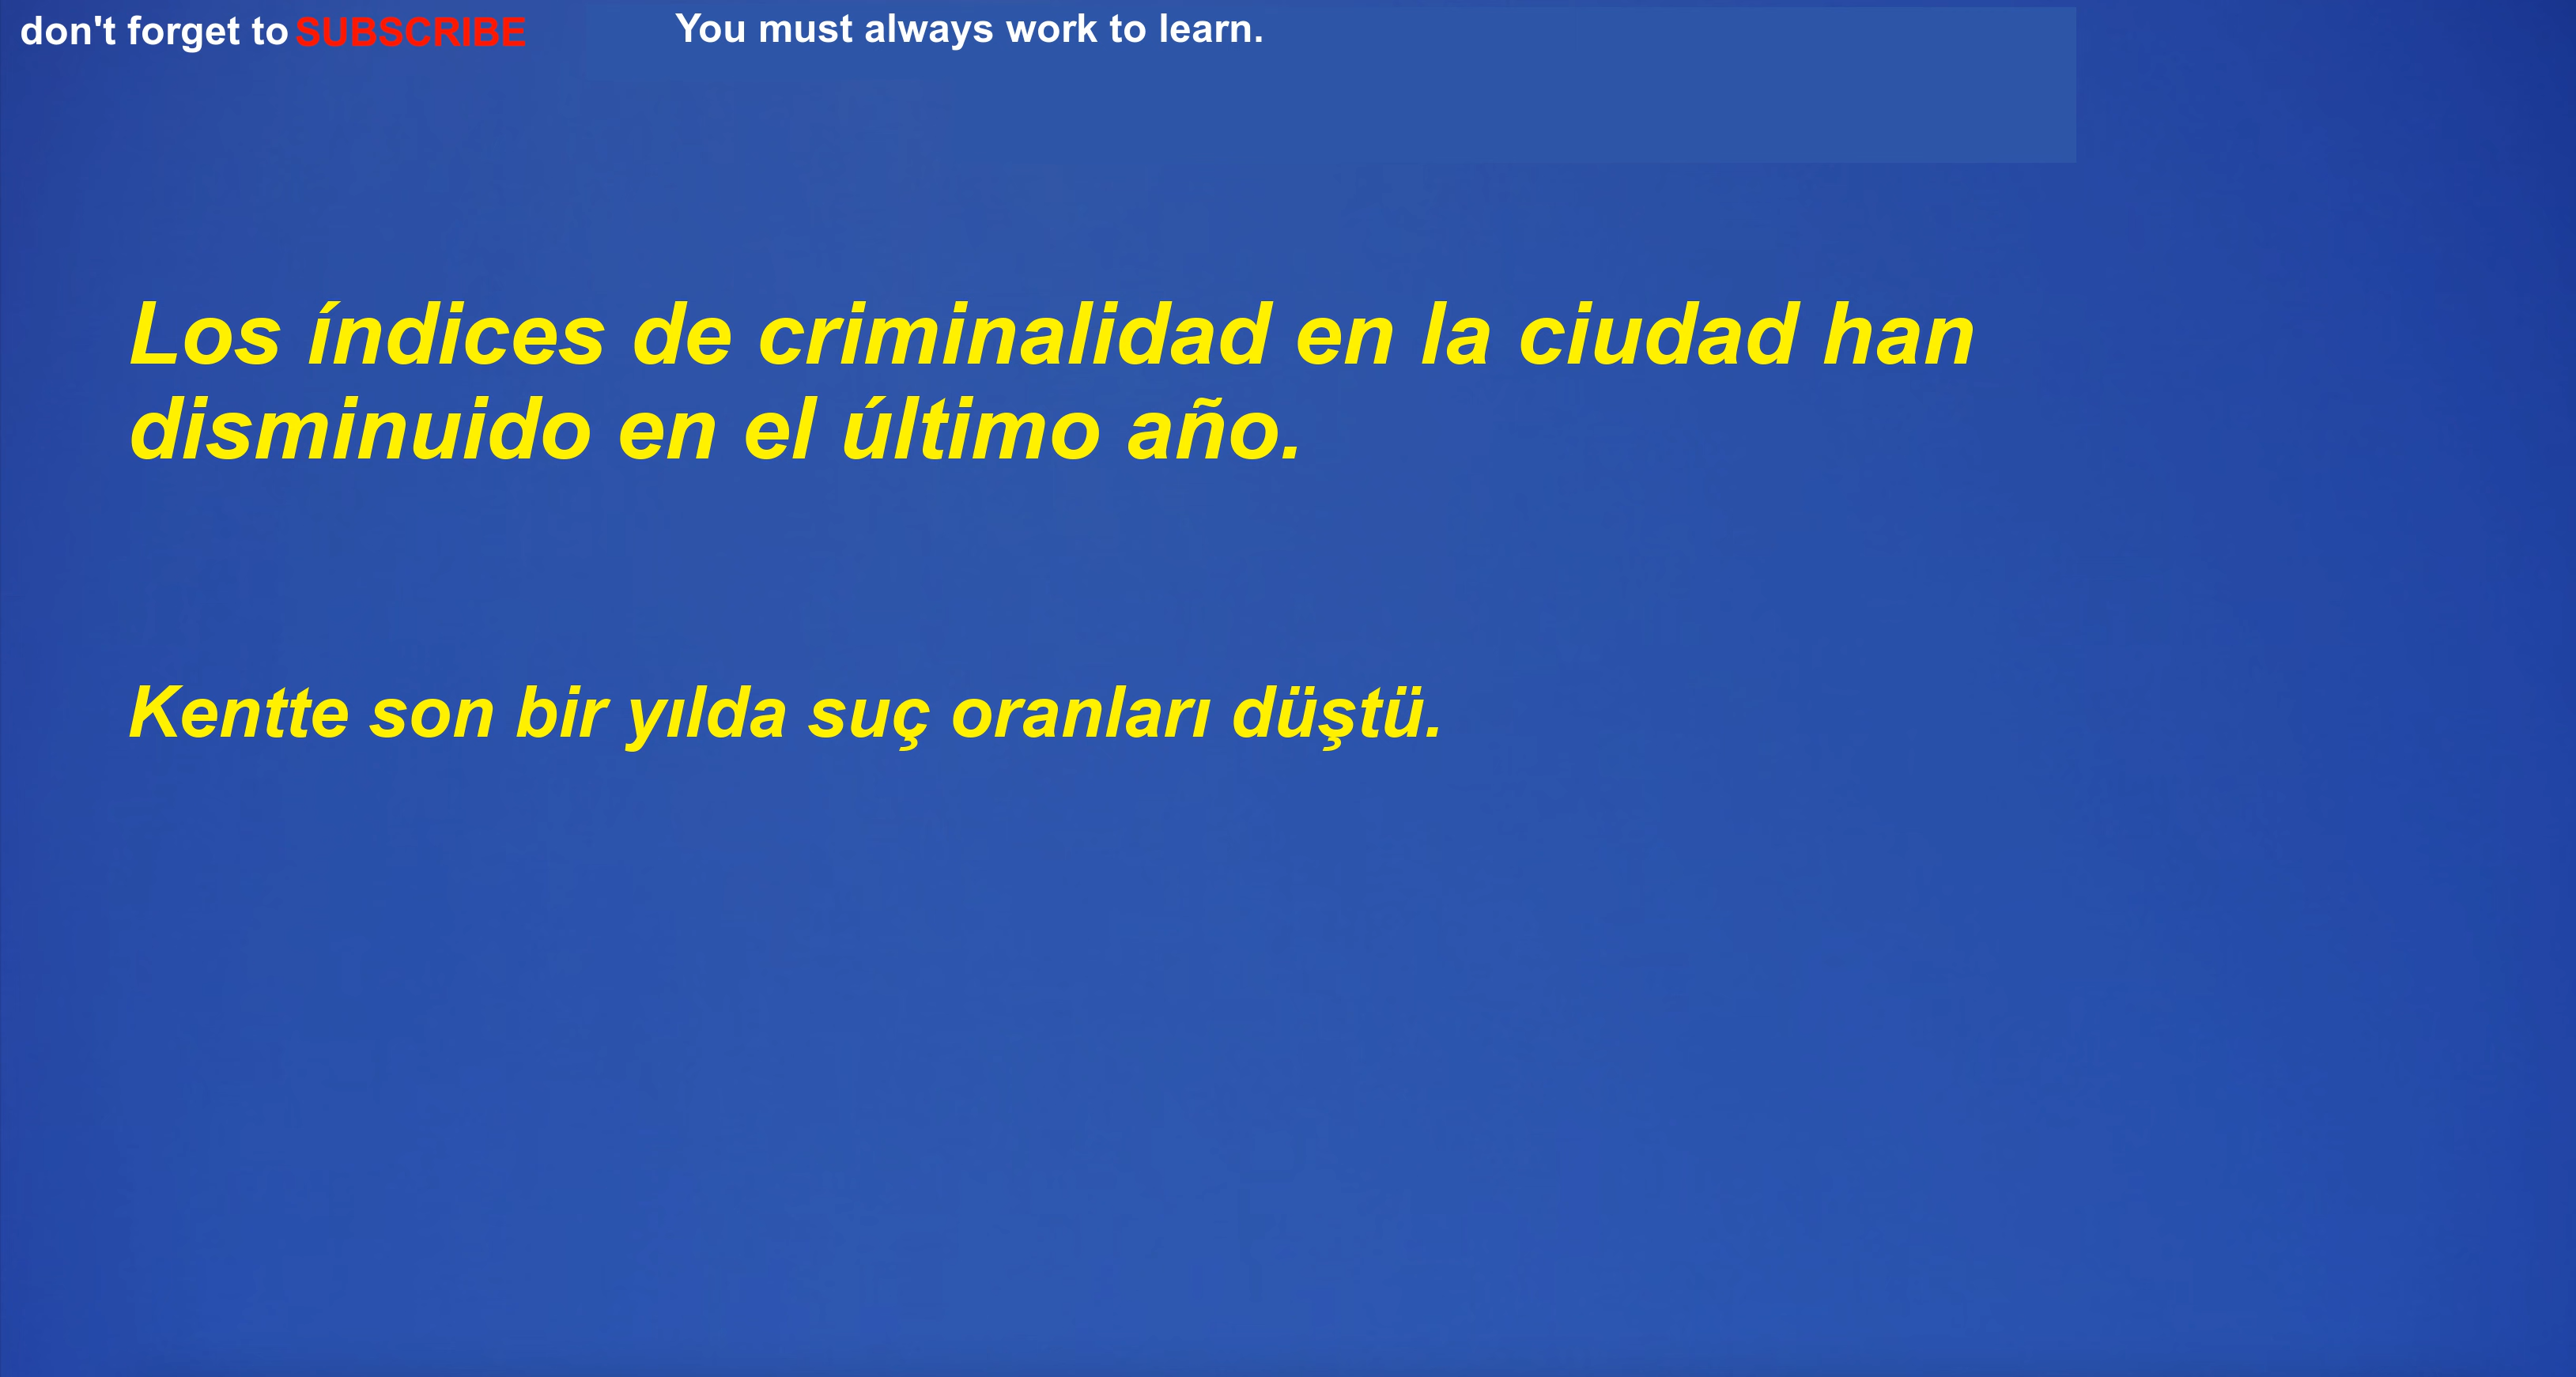 don't forget to SUBSCRIBE
You must always work to learn.
Los índices de criminalidad en la ciudad han
disminuido en el último año.
Kentte son bir yılda suç oranları düştü.